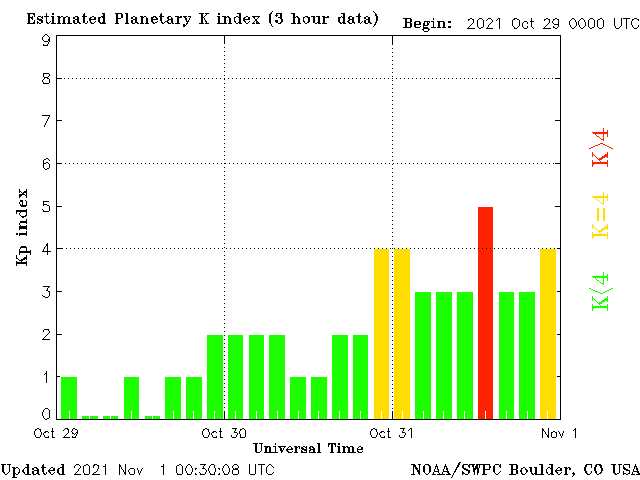 Estimated Planetary K index (3 hour data)
Begin: 2021 Oct 29 0000 UTC
9
8
7
6
5
4
3
2
1
0
Kp index
K>4
K=4
K<4
Oct 29 Oct 30 Oct 31 Nov 1
Universal Time
Updated 2021 Nov 1 00:30:08 UTC
NOAA/SWPC Boulder, CO USA